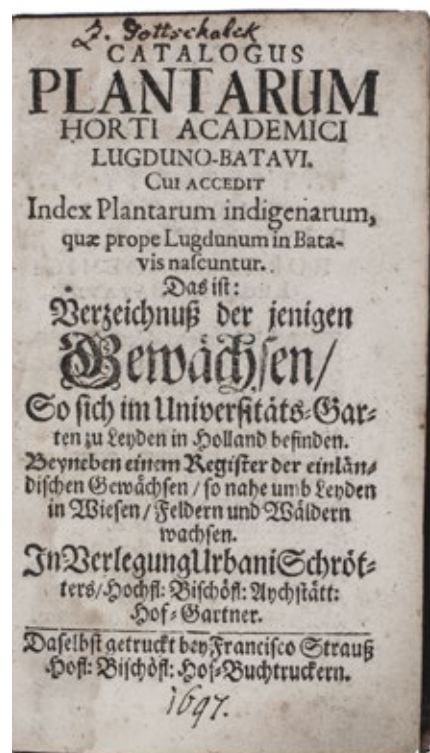 J. Gottschalck
CATALOGUS
PLANTARUM
HORTI ACADEMICI
LUGDUNO-BATAVI.
CUI ACCEDIT
Index Plantarum indigenarum,
quæ prope Lugdunum in Bata-
vis naſcuntur.
Das iſt:
Verzeichnuß der jenigen
Gewächſen/
So ſich im Univerſitäts-Gar-
ten zu Leyden in Holland befinden.
Beyneben einem Regiſter der einlän-
diſchen Gewächſen / ſo nahe umb Leyden
in Wieſen / Feldern und Wäldern
wachſen.
In Verlegung Urbani Schröt-
ters/Hochfl: Biſchöfl: Aychſtätt:
Hof-Gartner.
Daſelbſt getruckt bey Franciſco Strauß
Hofl: Biſchöfl: Hof-Buchtruckern.
1697.